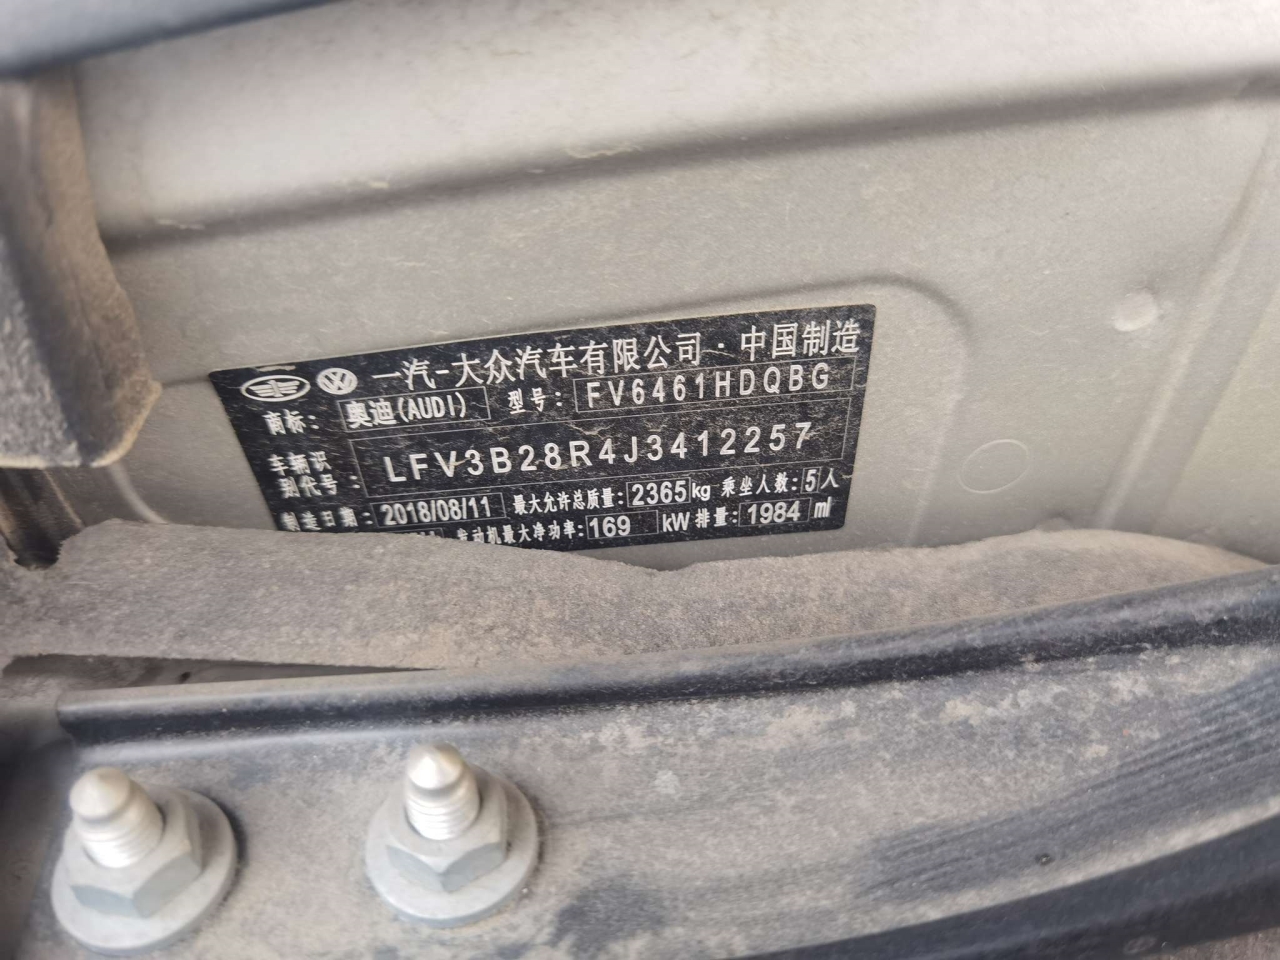 一汽-大众汽车有限公司·中国制造
商标: 奥迪(AUDI) 型号: FV6461HDQBG
车辆识别代号: LFV3B28R4J3412257
制造日期: 2018/08/11 最大允许总质量: 2365 kg 乘坐人数: 5人
发动机最大净功率: 169 kW 排量: 1984 ml